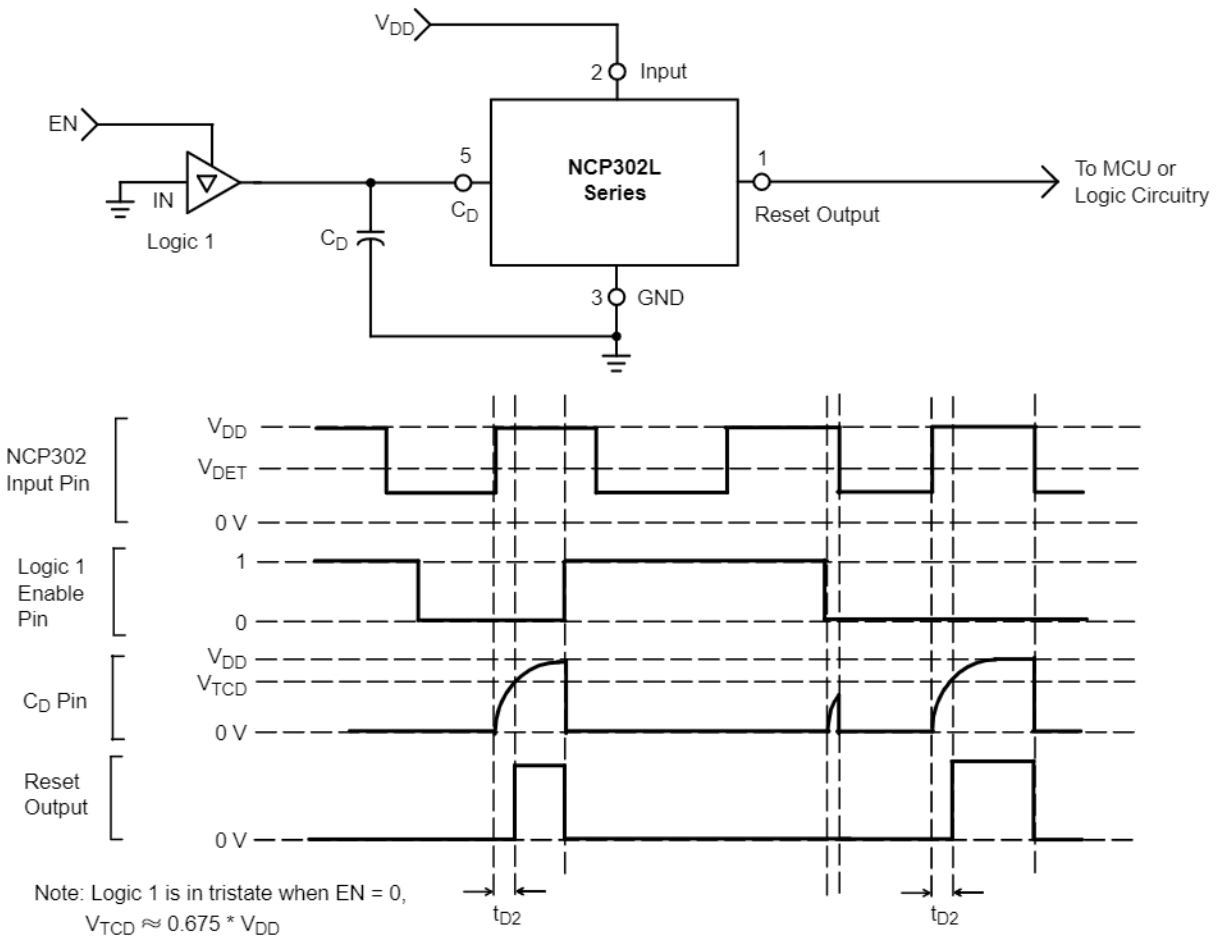 VDD
2 Input
EN
5
NCP302L
Series
1
To MCU or
Logic Circuitry
IN
CD
Reset Output
Logic 1
CD
3 GND
NCP302
Input Pin
VDD
VDET
0 V
Logic 1
Enable
Pin
1
0
CD Pin
VDD
VTCD
0 V
Reset
Output
0 V
Note: Logic 1 is in tristate when EN = 0,
VTCD ≈ 0.675 * VDD
tD2
tD2